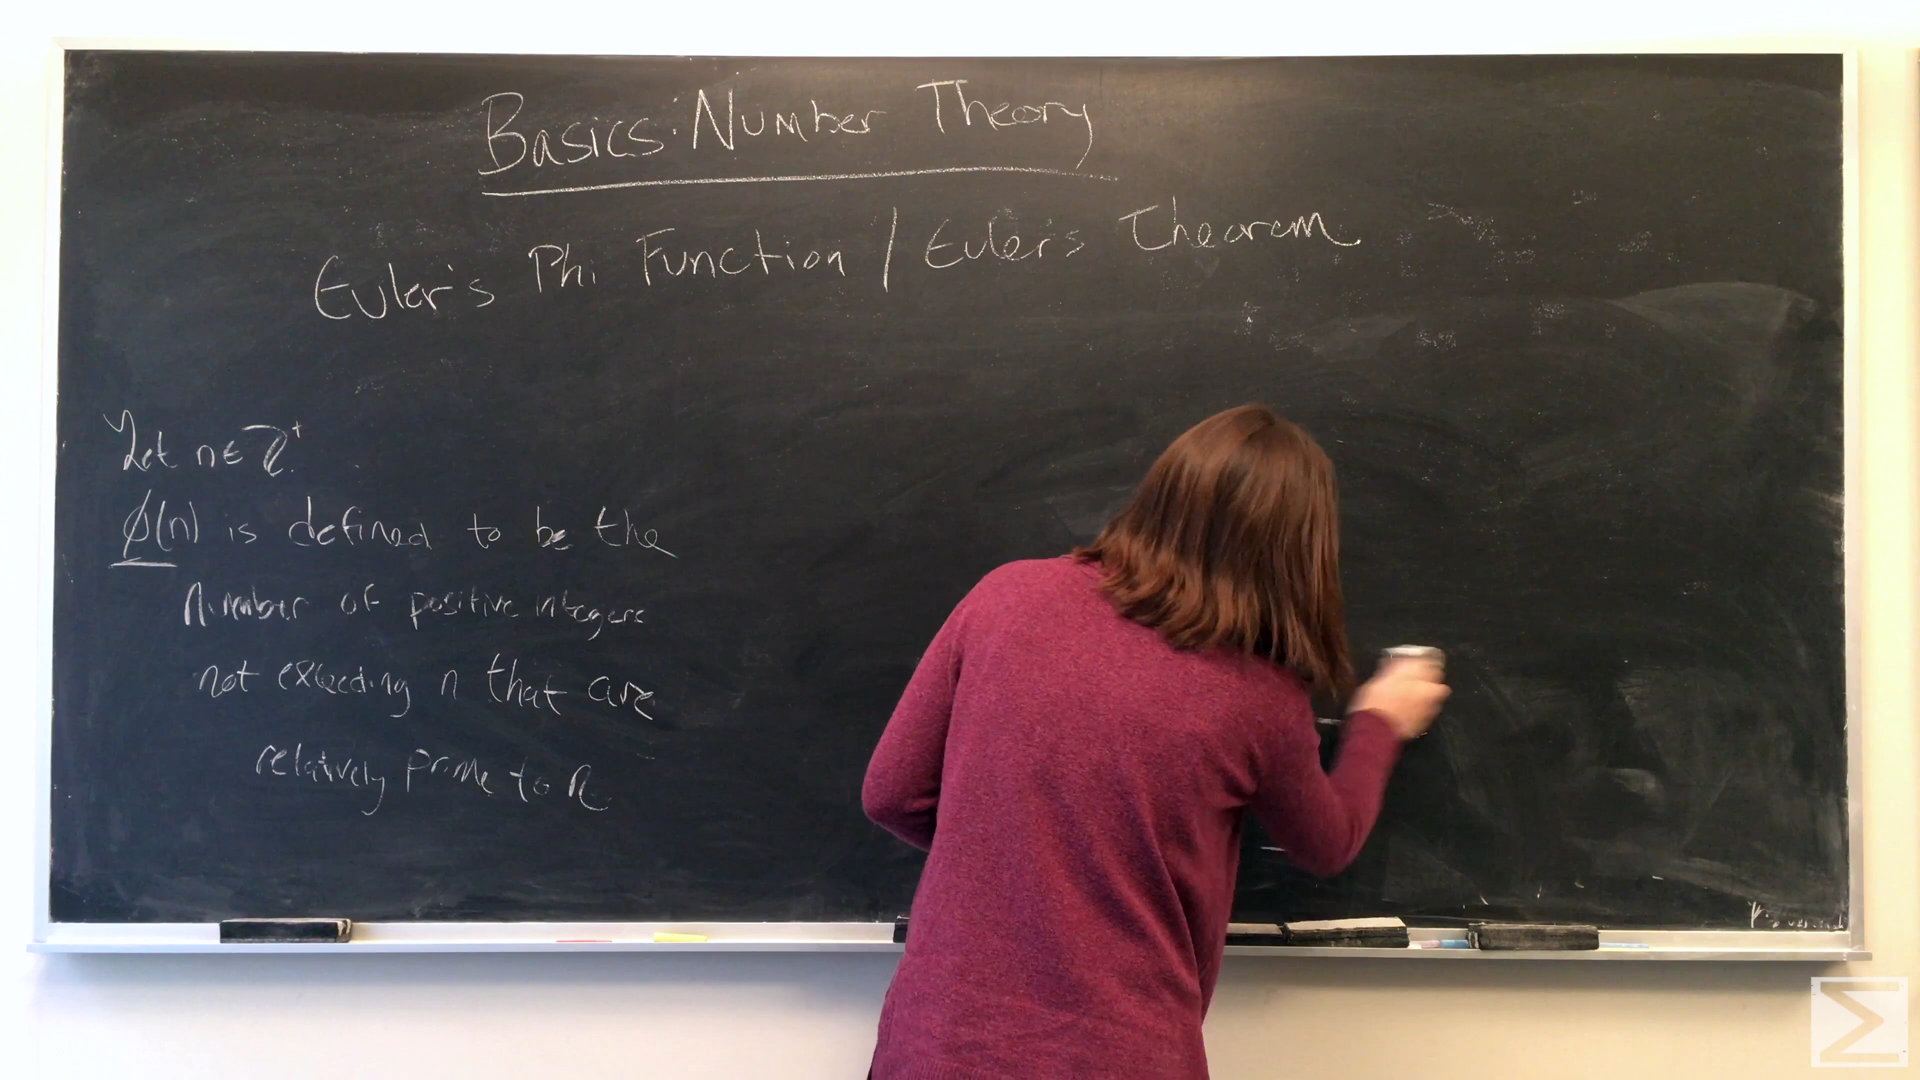 Basics: Number Theory
Euler's Phi Function / Euler's Theorem
Let n ∈ ℤ⁺.
ϕ(n) is defined to be the
number of positive integers
not exceeding n that are
relatively prime to n